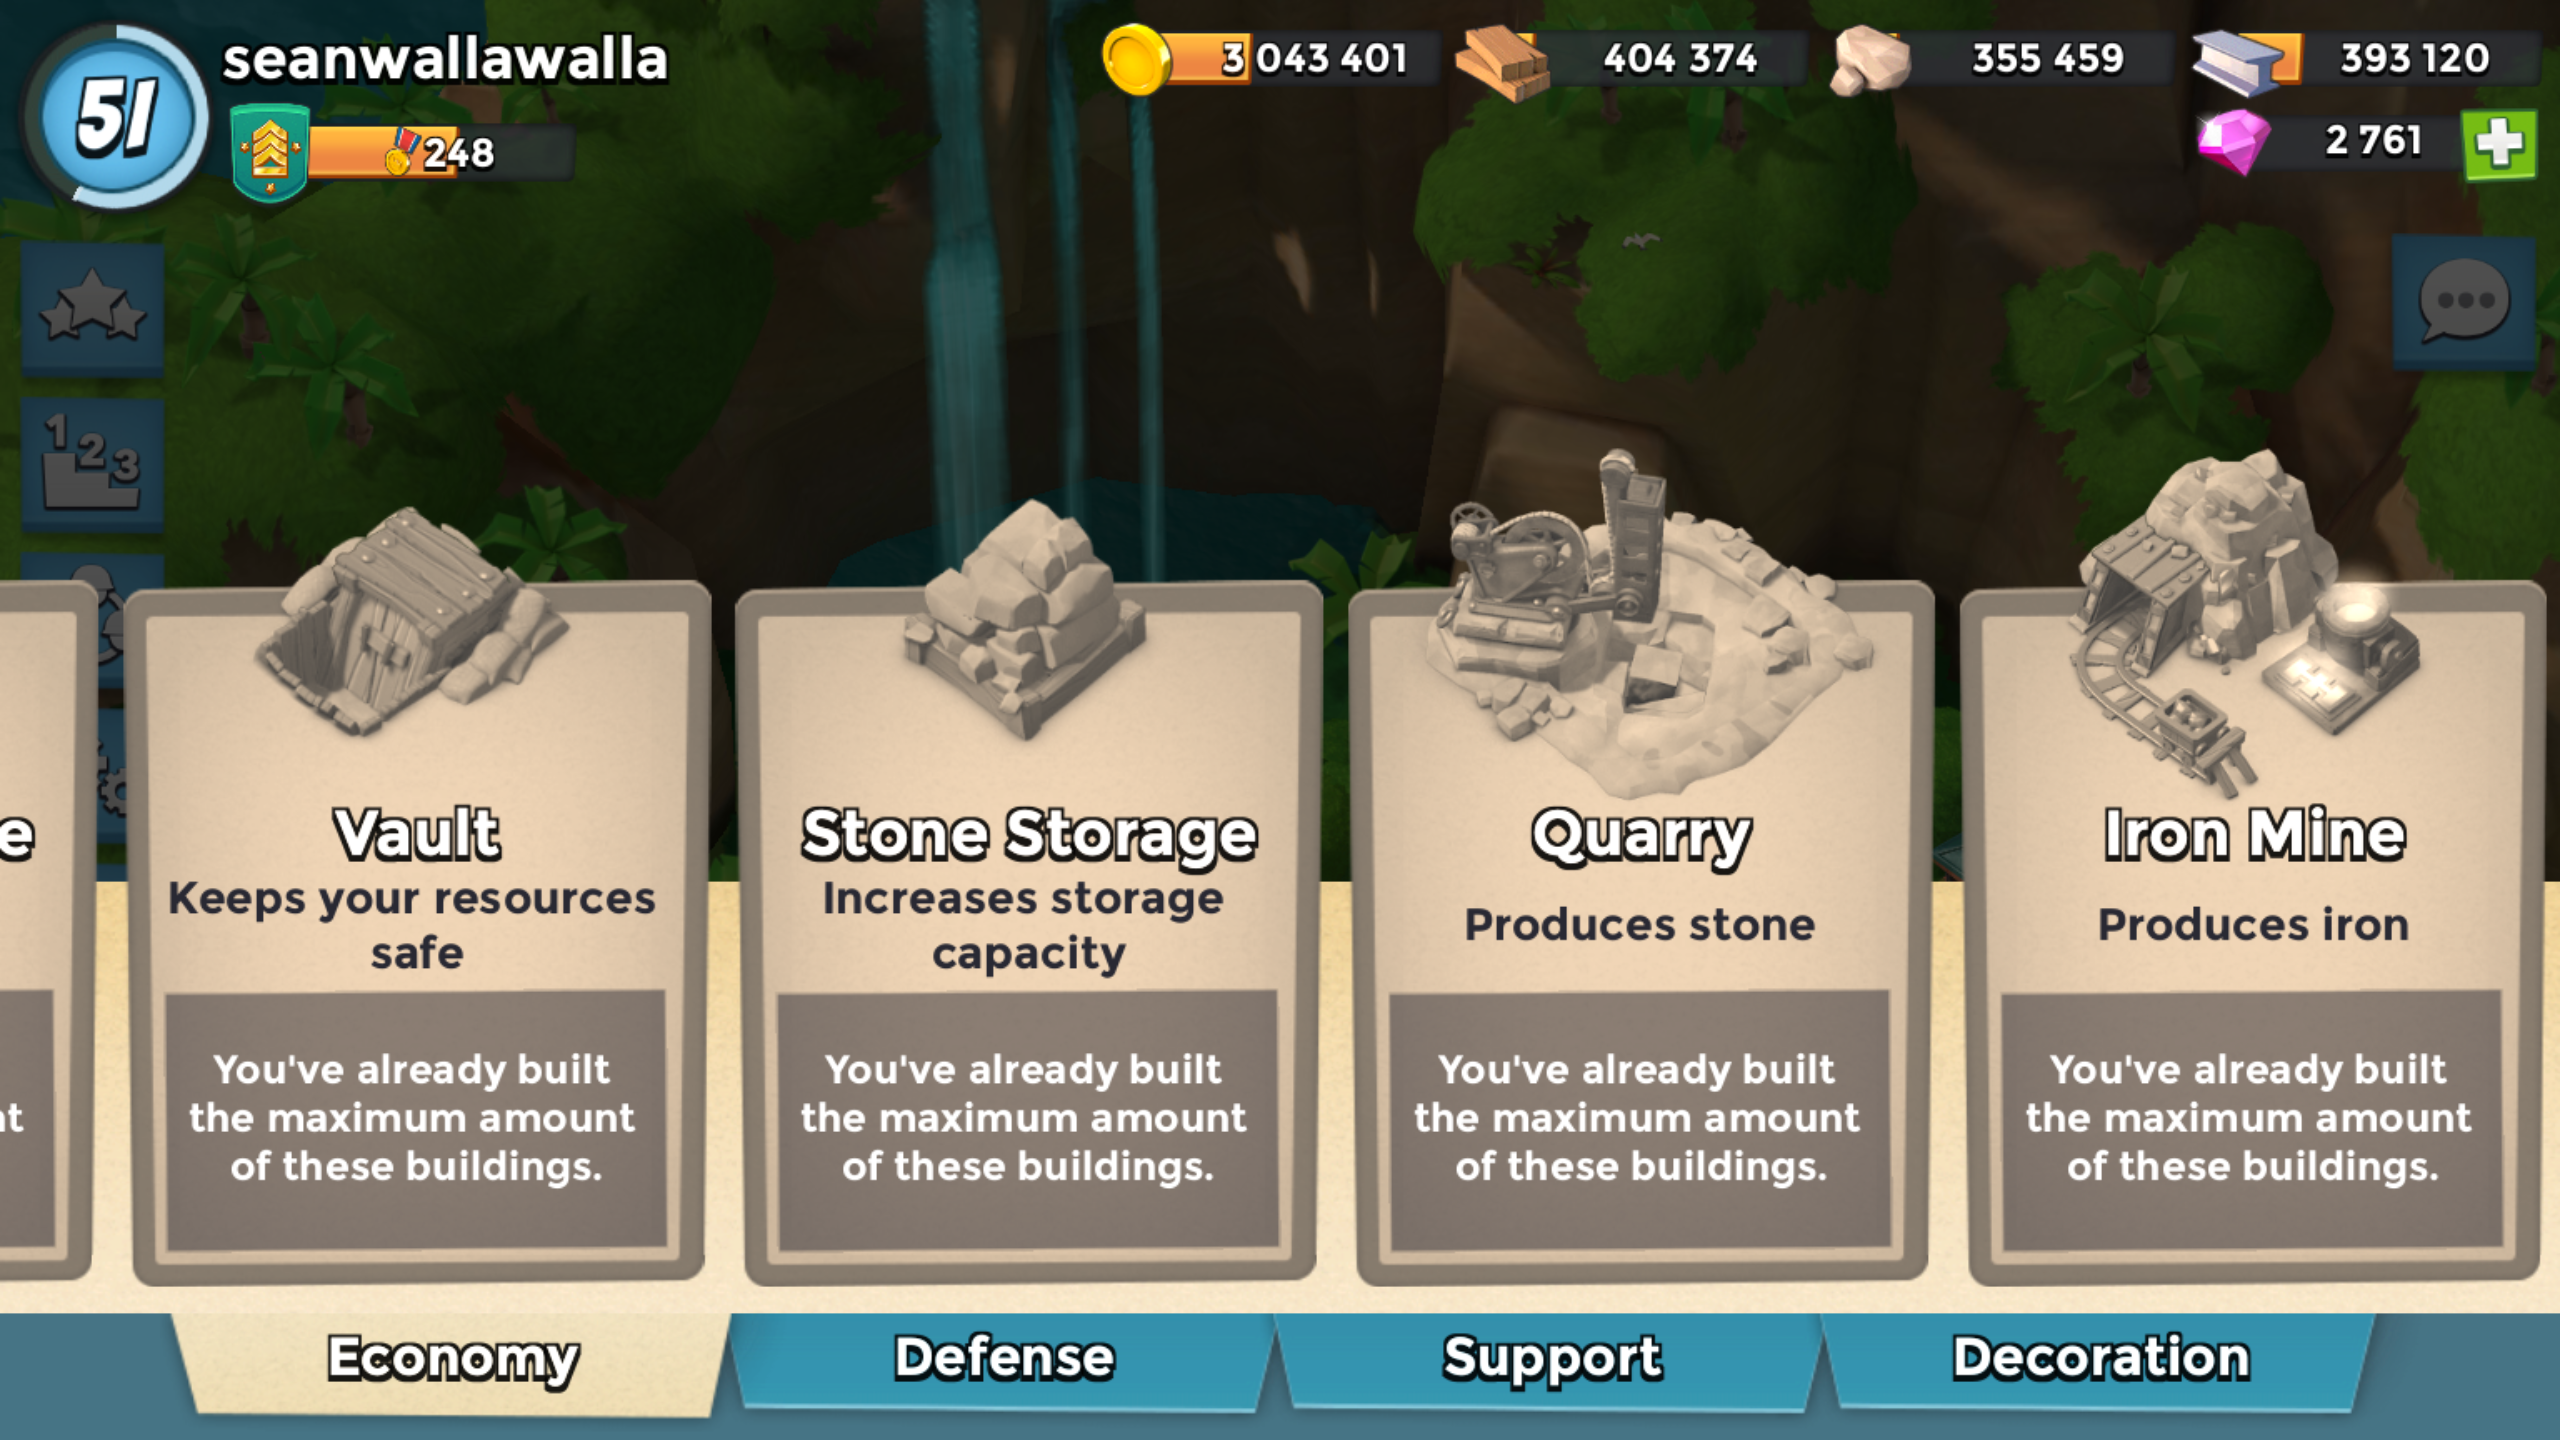 51
seanwallawalla
248
3 043 401
404 374
355 459
393 120
2 761
1 2 3
Vault
Keeps your resources
safe
You've already built
the maximum amount
of these buildings.
Stone Storage
Increases storage
capacity
You've already built
the maximum amount
of these buildings.
Quarry
Produces stone
You've already built
the maximum amount
of these buildings.
Iron Mine
Produces iron
You've already built
the maximum amount
of these buildings.
Economy
Defense
Support
Decoration